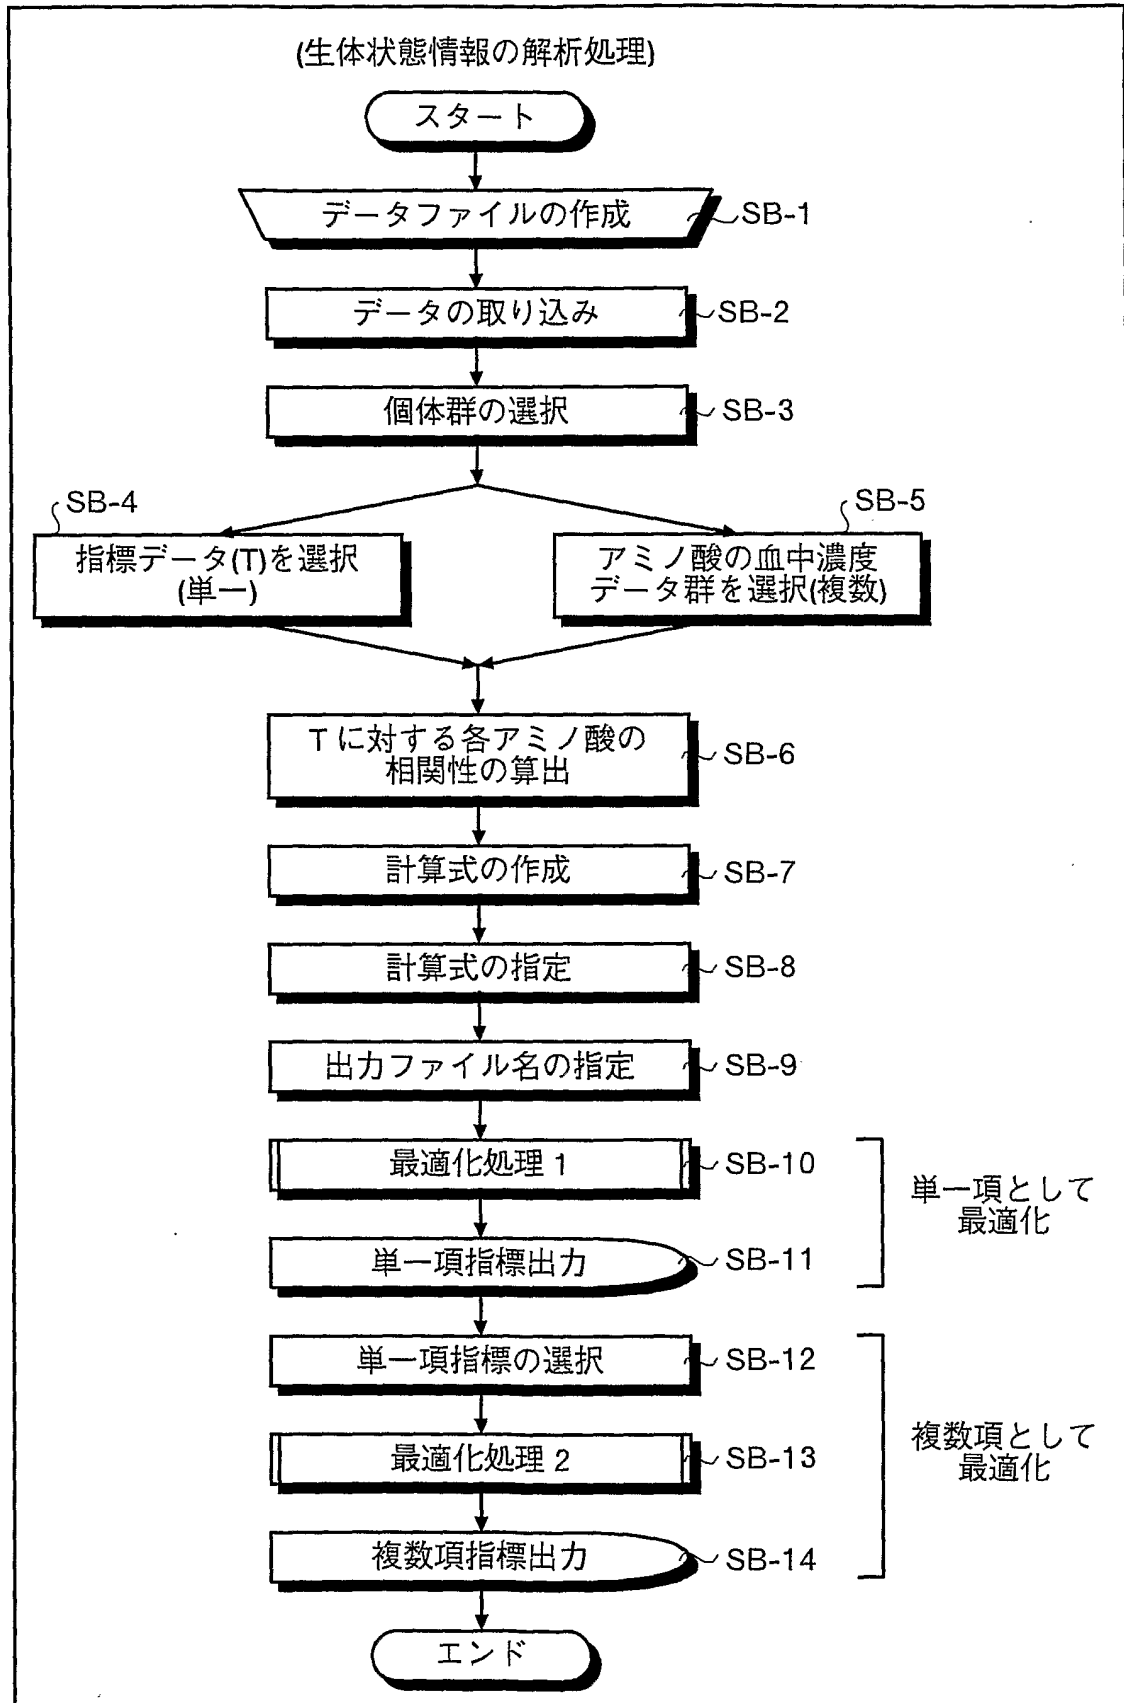 (生体状態情報の解析処理)
スタート
データファイルの作成
SB-1
データの取り込み
SB-2
個体群の選択
SB-3
SB-4
指標データ(T)を選択
(単一)
SB-5
アミノ酸の血中濃度
データ群を選択(複数)
Tに対する各アミノ酸の
相関性の算出
SB-6
計算式の作成
SB-7
計算式の指定
SB-8
出力ファイル名の指定
SB-9
最適化処理1
SB-10
単一項指標出力
SB-11
単一項として
最適化
単一項指標の選択
SB-12
最適化処理2
SB-13
複数項指標出力
SB-14
複数項として
最適化
エンド